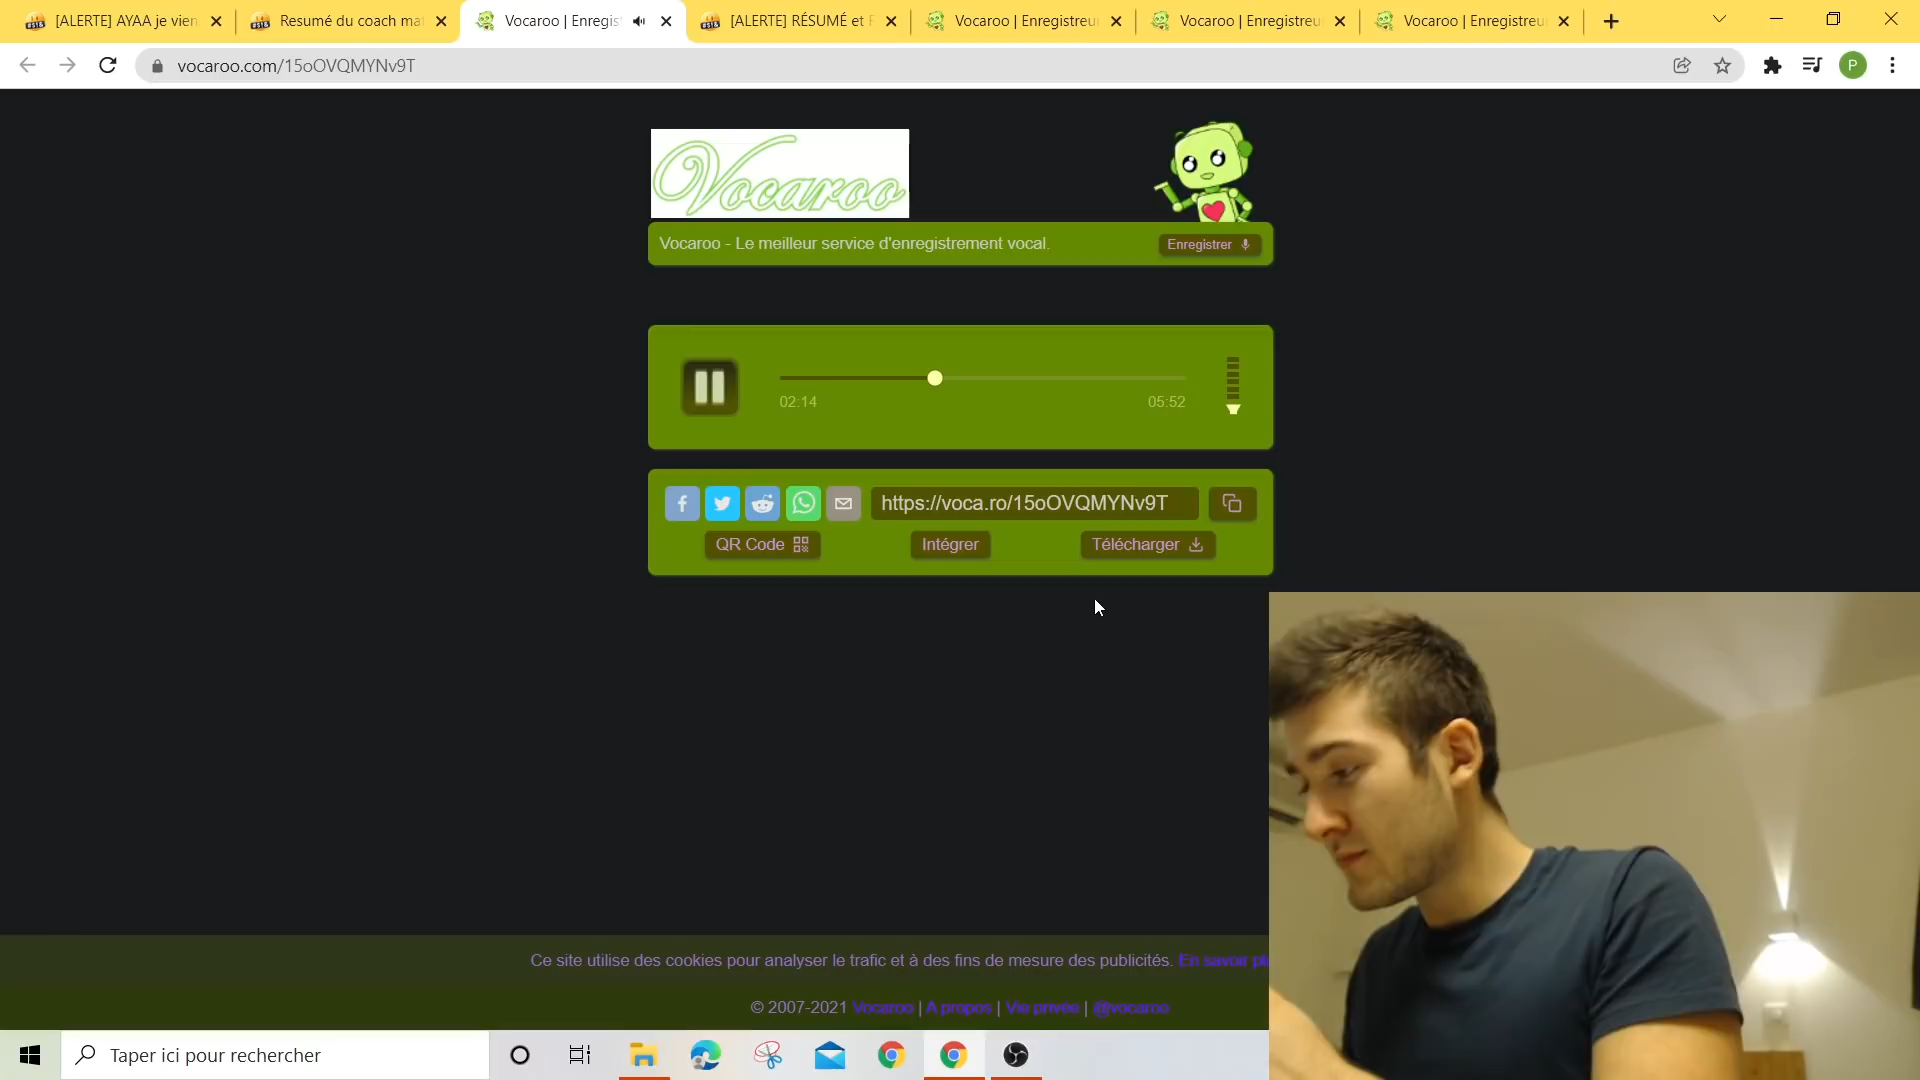 [ALERTE] AYAA je vien
Resumé du coach ma
Vocaroo | Enregis
[ALERTE] RÉSUMÉ et
Vocaroo | Enregistreu
Vocaroo | Enregistreu
Vocaroo | Enregistreu
vocaroo.com/15oOVQMYNv9T
P
Vocaroo
Vocaroo - Le meilleur service d'enregistrement vocal.
Enregistrer
02:14
05:52
https://voca.ro/15oOVQMYNv9T
QR Code
Intégrer
Télécharger
Ce site utilise des cookies pour analyser le trafic et à des fins de mesure des publicités. En savoir pl
© 2007-2021 Vocaroo | A propos | Vie privée | @vocaroo
Taper ici pour rechercher